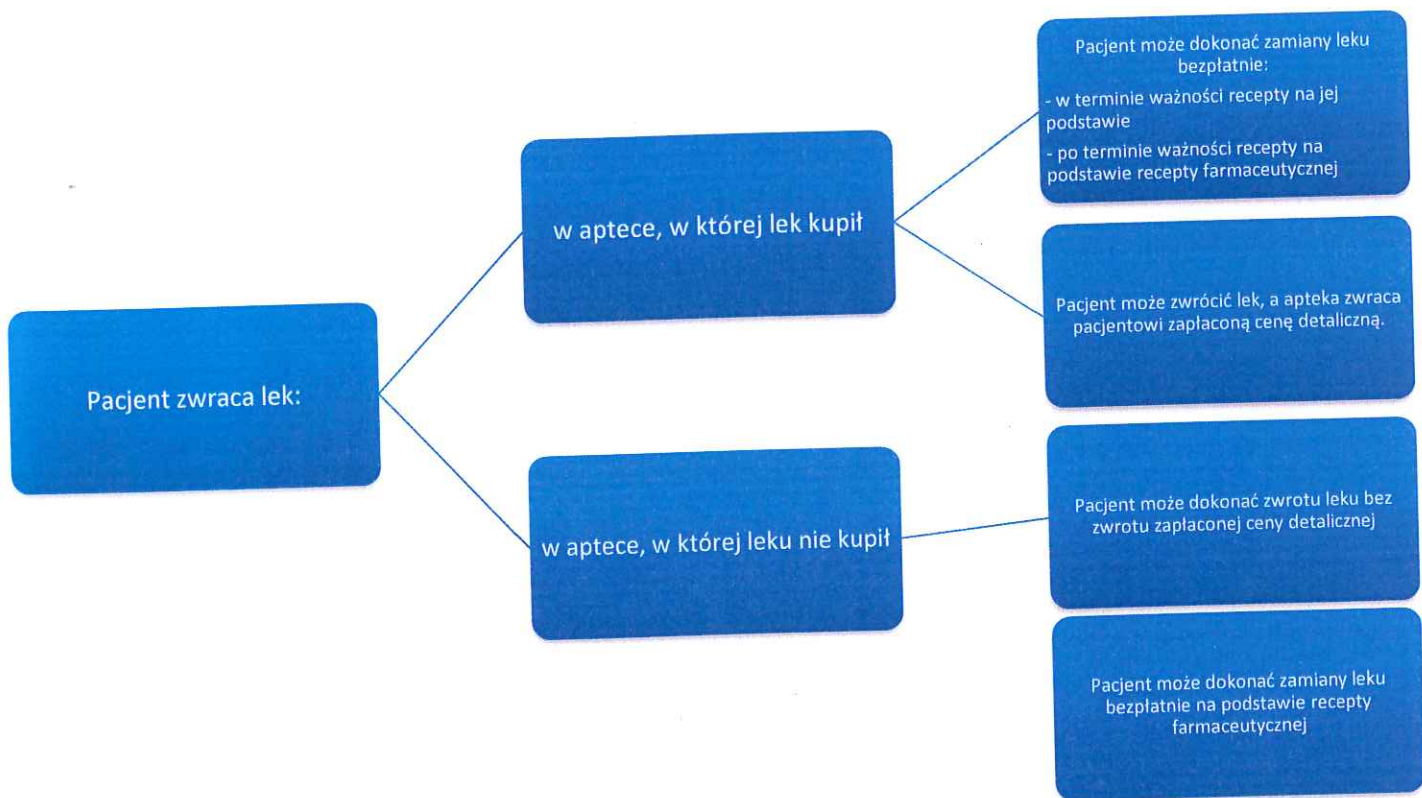 Pacjent zwraca lek:
w aptece, w której lek kupił
w aptece, w której leku nie kupił
Pacjent może dokonać zamiany leku
bezpłatnie:
- w terminie ważności recepty na jej
podstawie
- po terminie ważności recepty na
podstawie recepty farmaceutycznej
Pacjent może zwrócić lek, a apteka zwraca
pacjentowi zapłaconą cenę detaliczną.
Pacjent może dokonać zwrotu leku bez
zwrotu zapłaconej ceny detalicznej
Pacjent może dokonać zamiany leku
bezpłatnie na podstawie recepty
farmaceutycznej